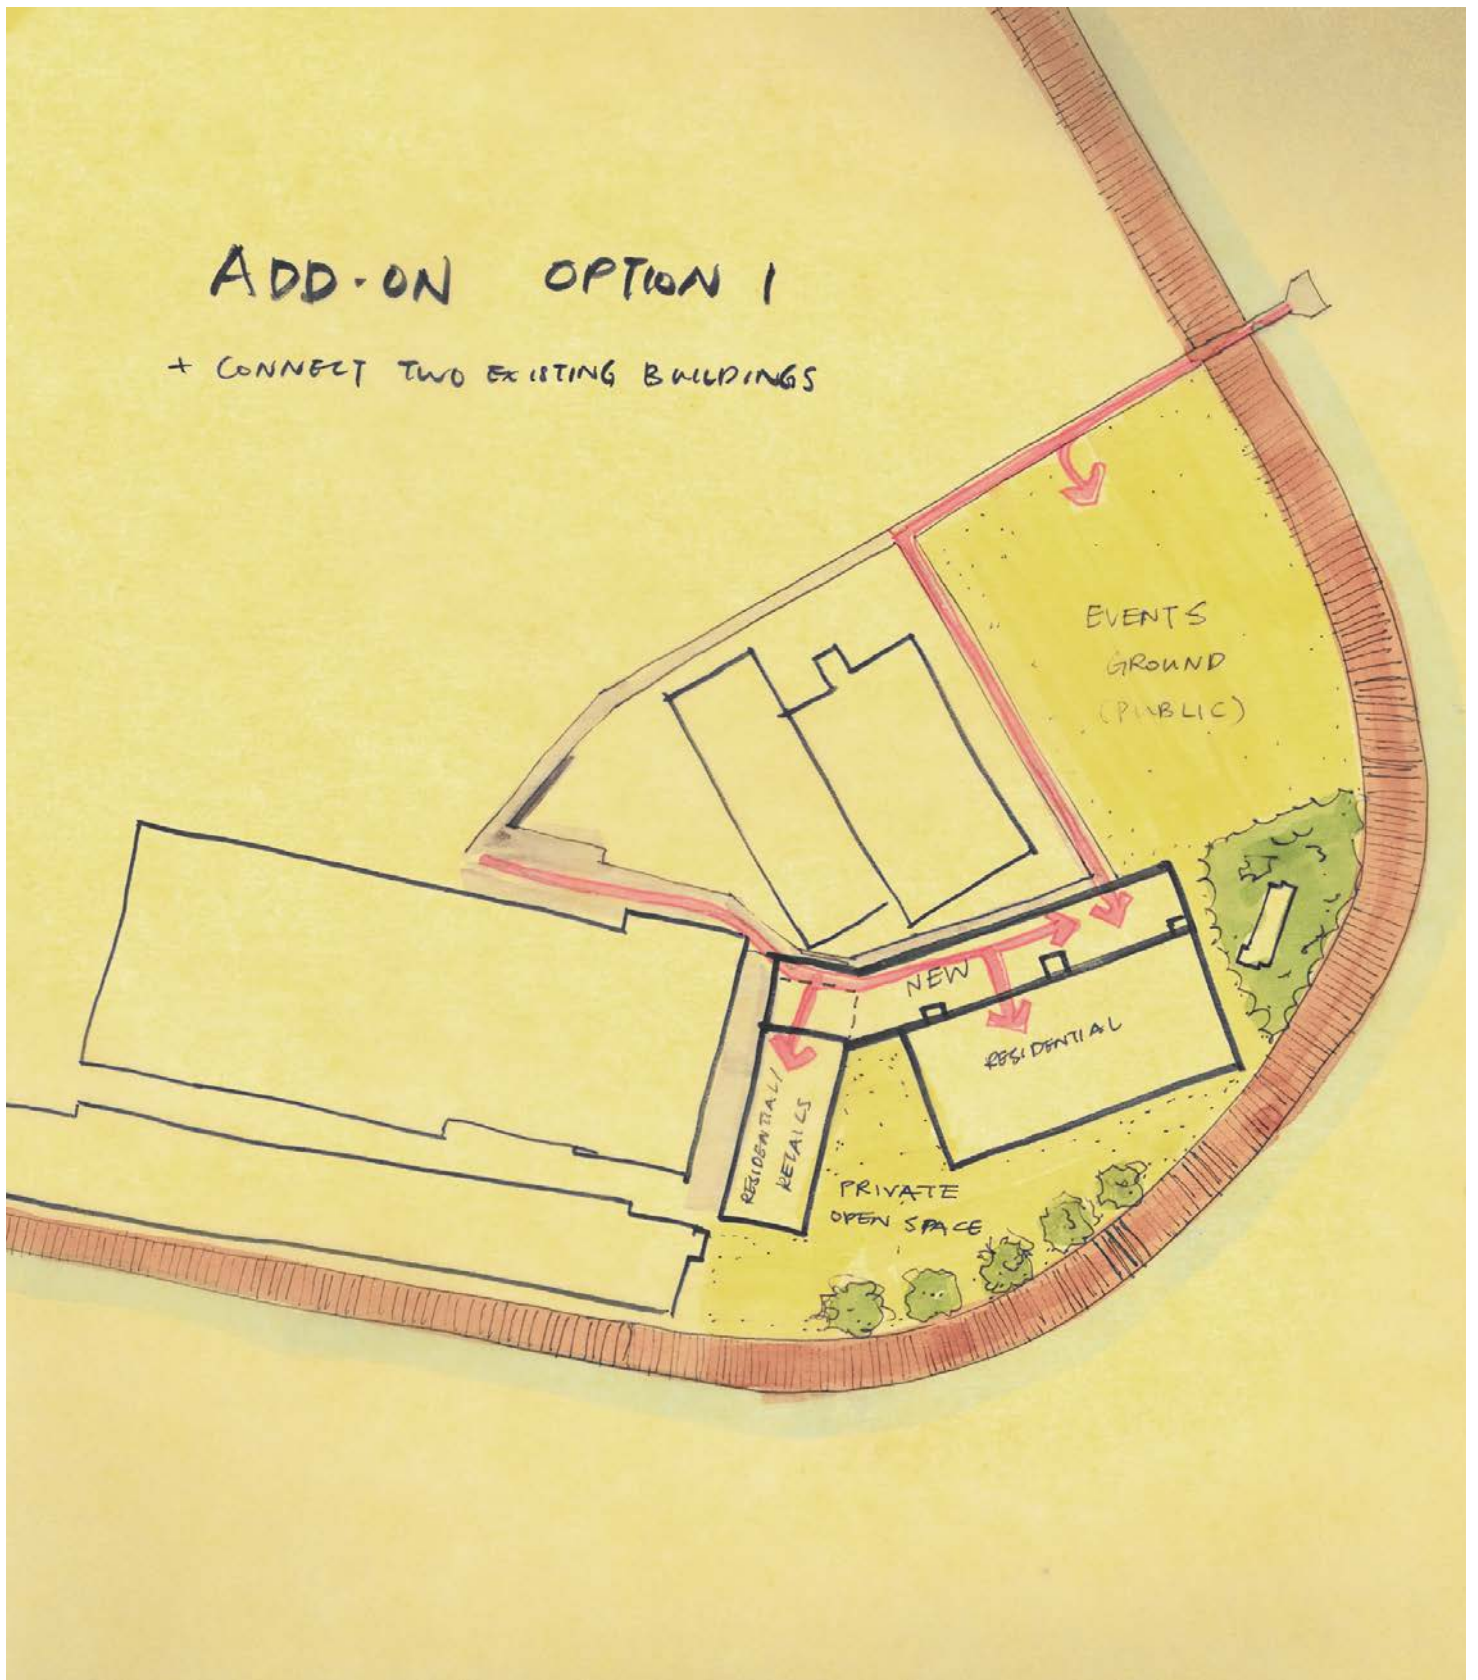 ADD-ON OPTION 1
+ CONNECT TWO EXISTING BUILDINGS
EVENTS
GROUND
(PUBLIC)
NEW
RESIDENTIAL
RESIDENTIAL/
RETAILS
PRIVATE
OPEN SPACE